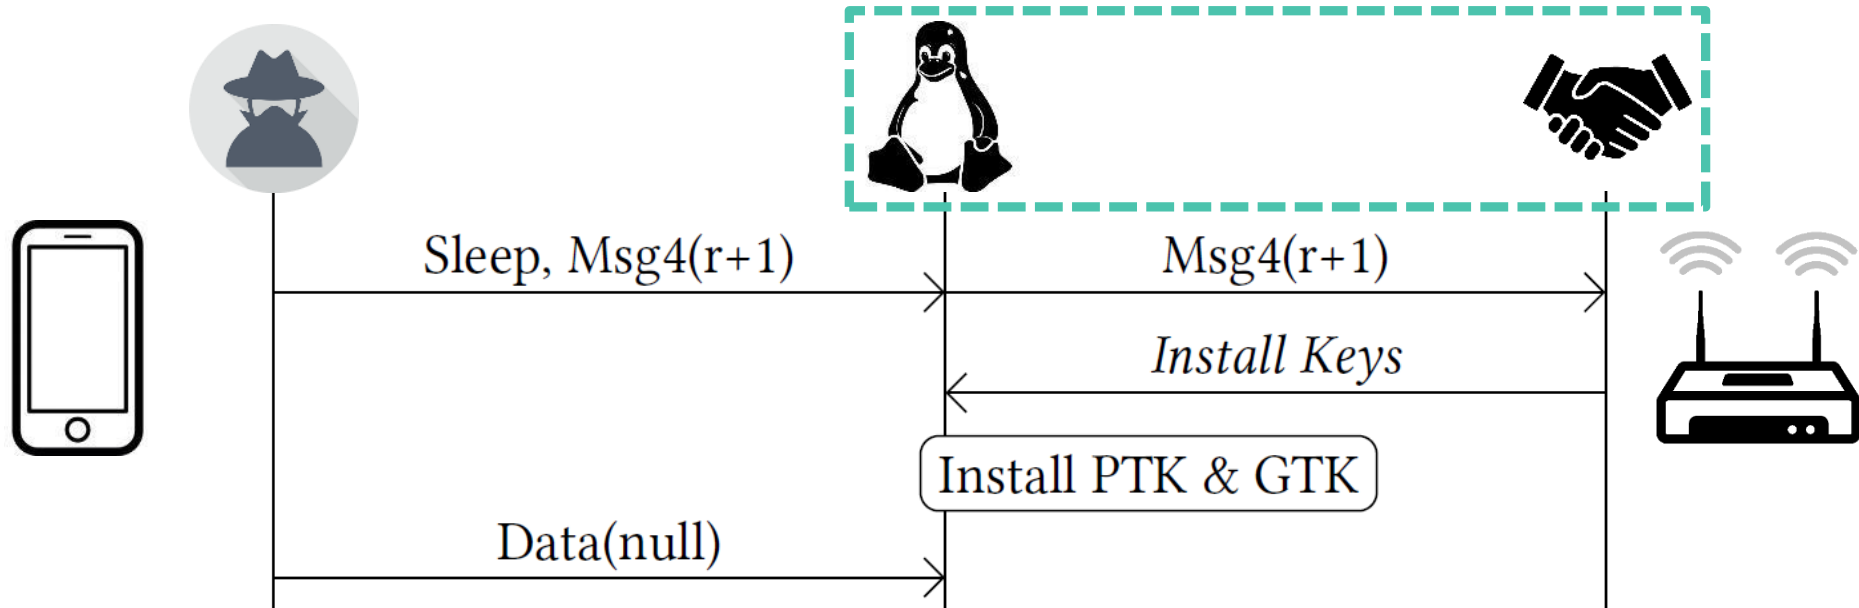 Sleep, Msg4(r+1)
Msg4(r+1)
Install Keys
Install PTK & GTK
Data(null)